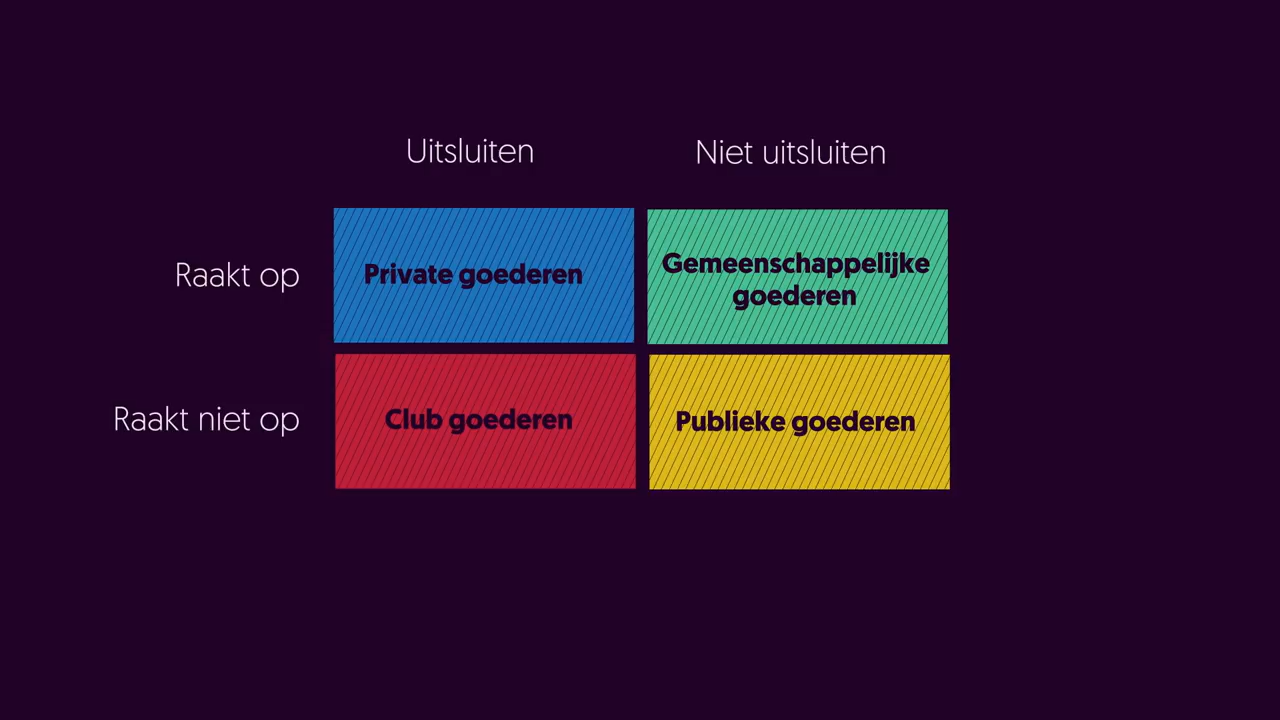 Uitsluiten
Niet uitsluiten
Raakt op
Private goederen
Gemeenschappelijke
goederen
Raakt niet op
Club goederen
Publieke goederen